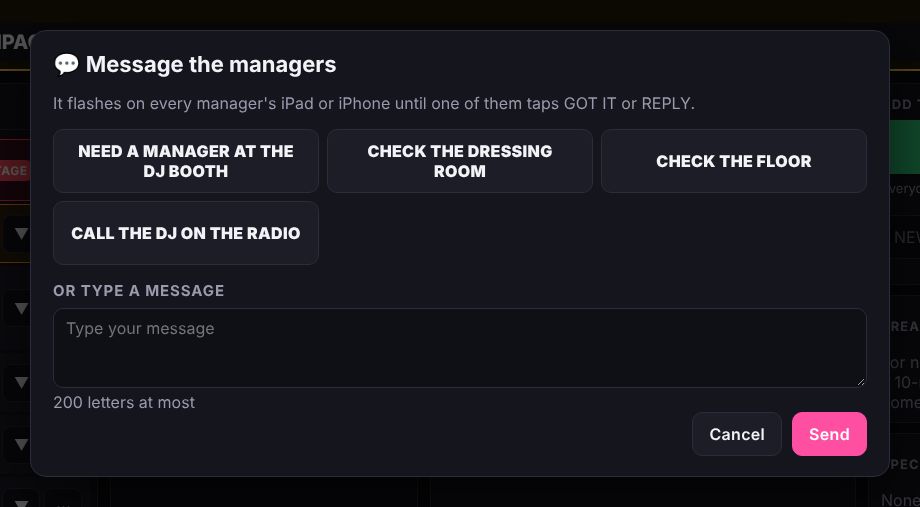 💬 Message the managers
It flashes on every manager's iPad or iPhone until one of them taps GOT IT or REPLY.
NEED A MANAGER AT THE
DJ BOOTH
CHECK THE DRESSING
ROOM
CHECK THE FLOOR
CALL THE DJ ON THE RADIO
OR TYPE A MESSAGE
Type your message
200 letters at most
Cancel
Send
None